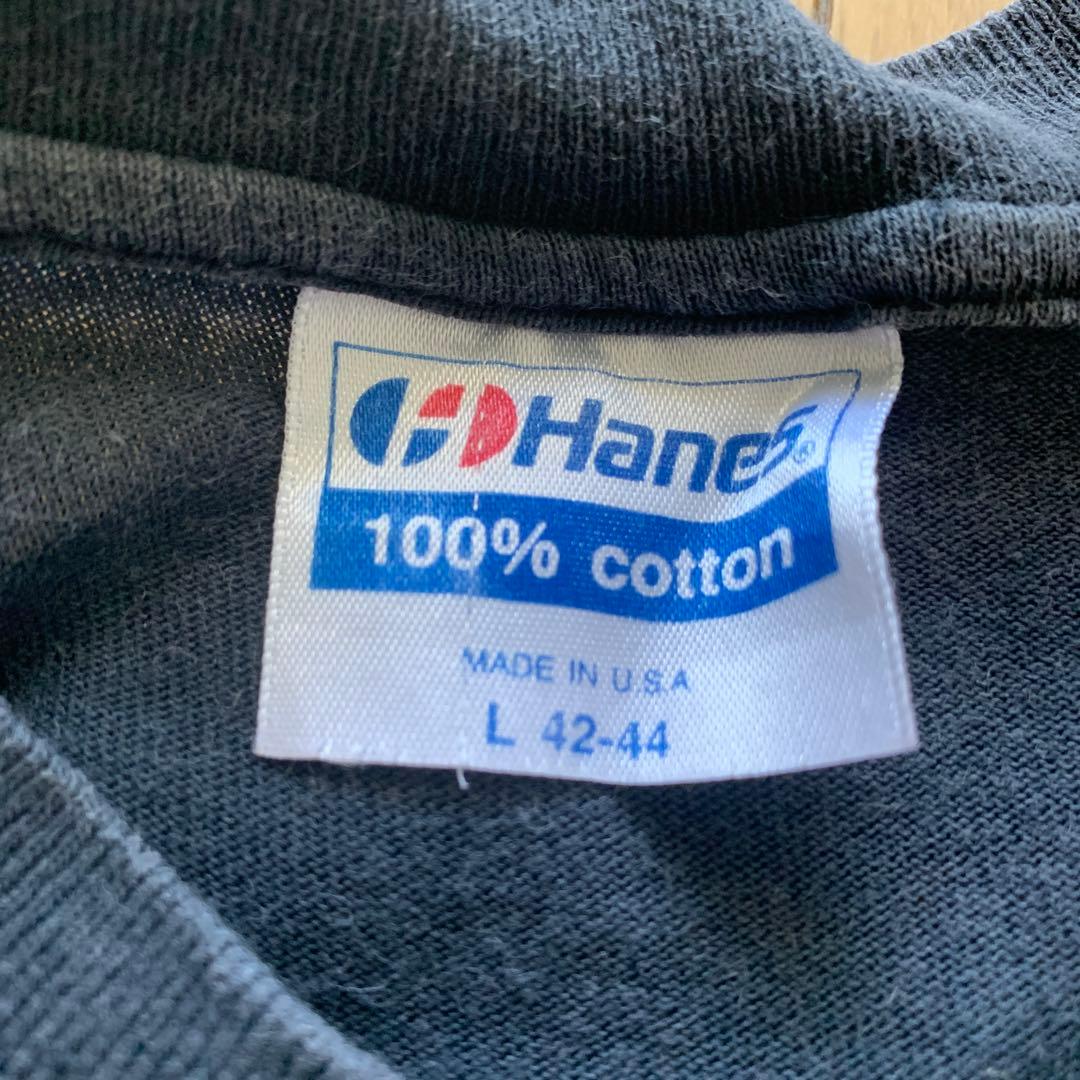 Hanes®
100% cotton
MADE IN U.S.A
L 42-44